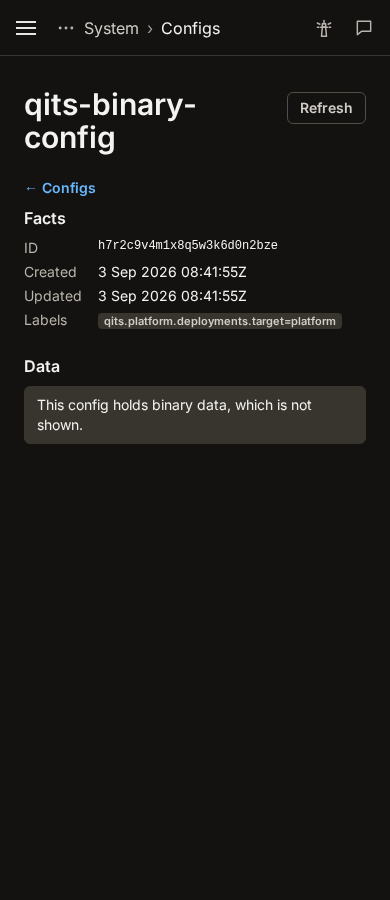 ··· System › Configs
qits-binary-
config
Refresh
← Configs
Facts
ID h7r2c9v4m1x8q5w3k6d0n2bze
Created 3 Sep 2026 08:41:55Z
Updated 3 Sep 2026 08:41:55Z
Labels qits.platform.deployments.target=platform
Data
This config holds binary data, which is not
shown.